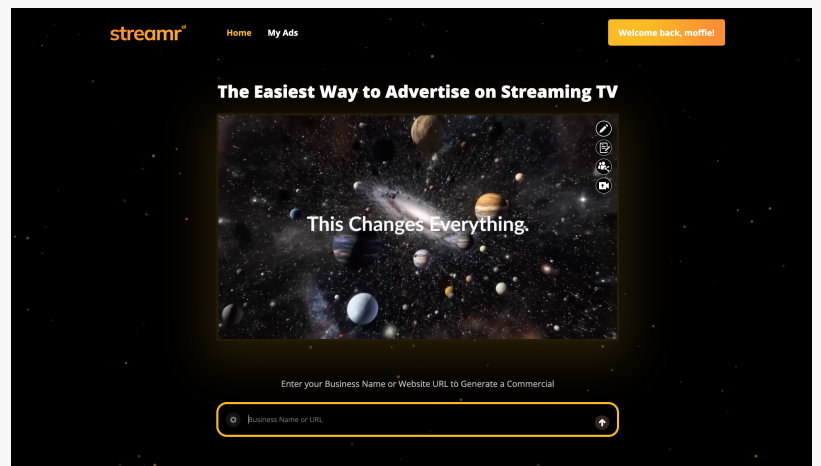 streamr ai
Home My Ads
Welcome back, moffie!
The Easiest Way to Advertise on Streaming TV
This Changes Everything.
Enter your Business Name or Website URL to Generate a Commercial
Business Name or URL